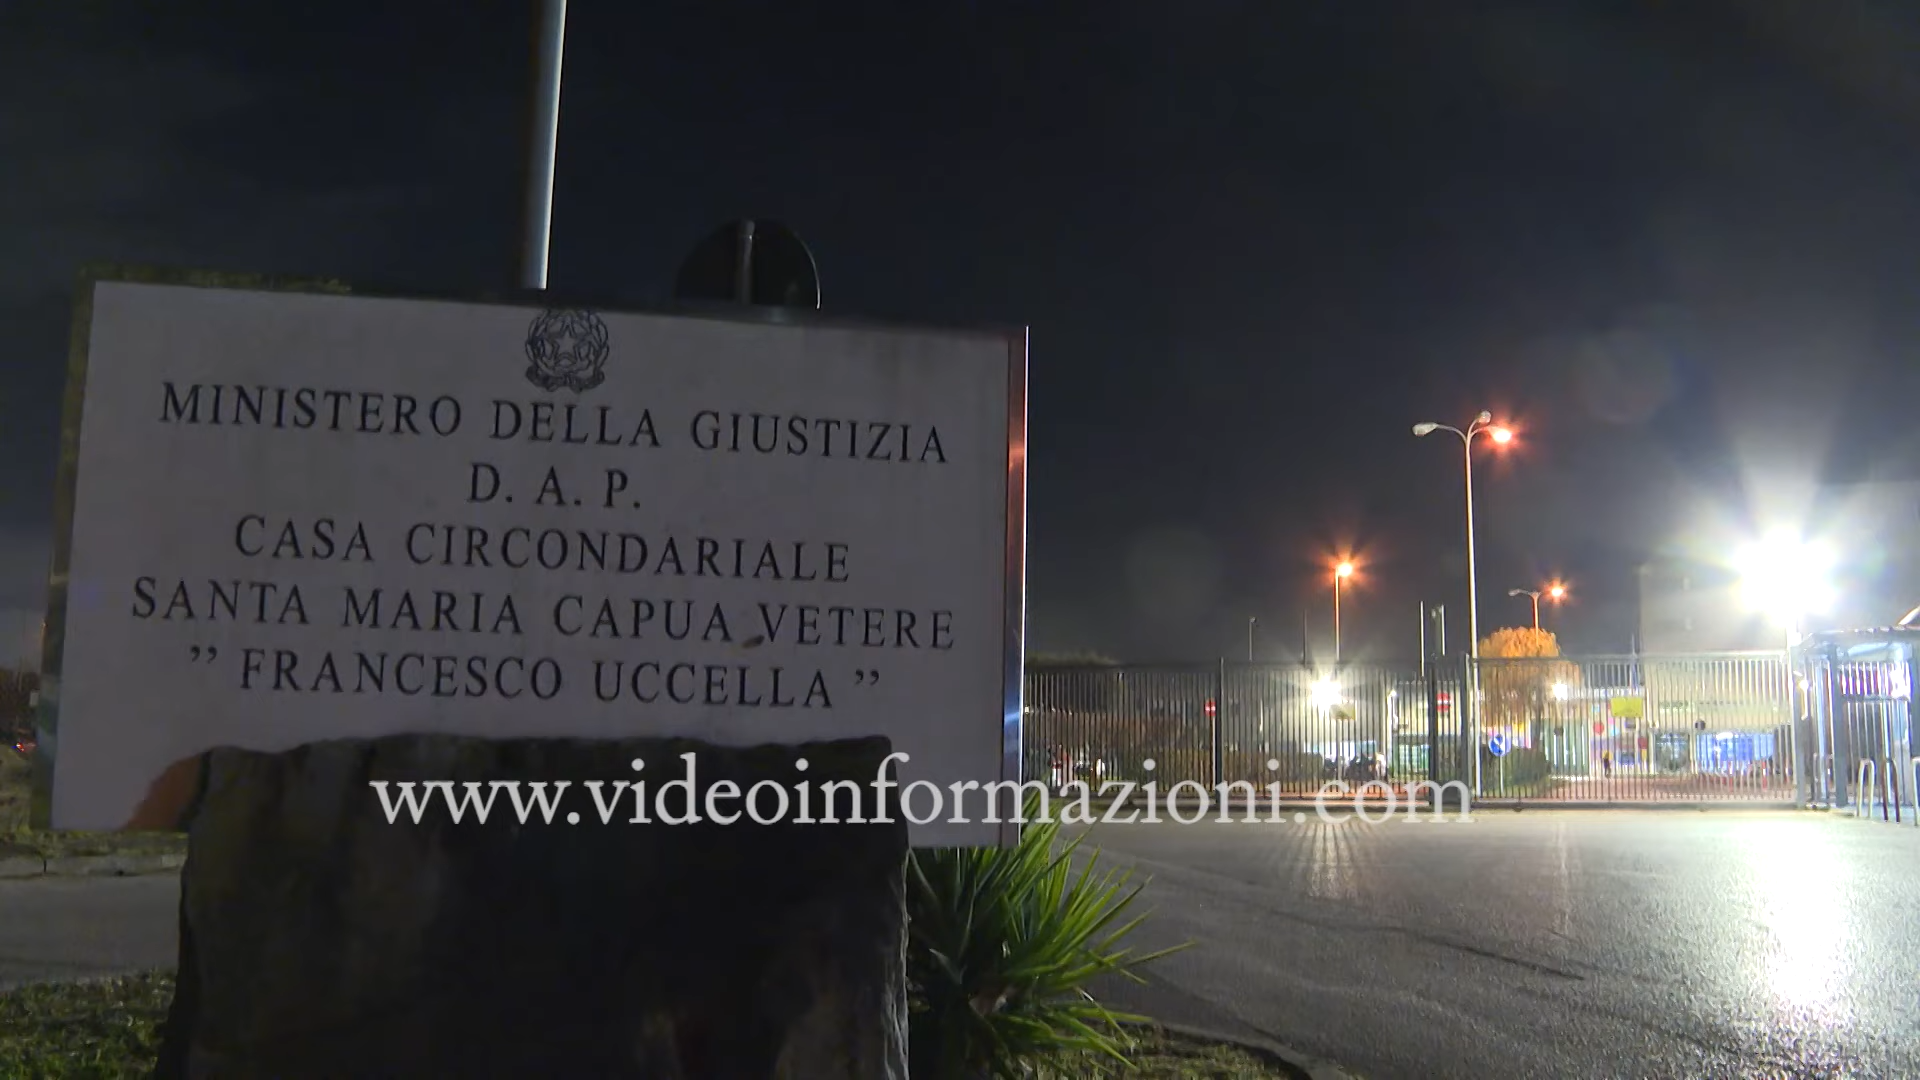 MINISTERO DELLA GIUSTIZIA
D. A. P.
CASA CIRCONDARIALE
SANTA MARIA CAPUA VETERE
” FRANCESCO UCCELLA ”
www.videoinformazioni.com